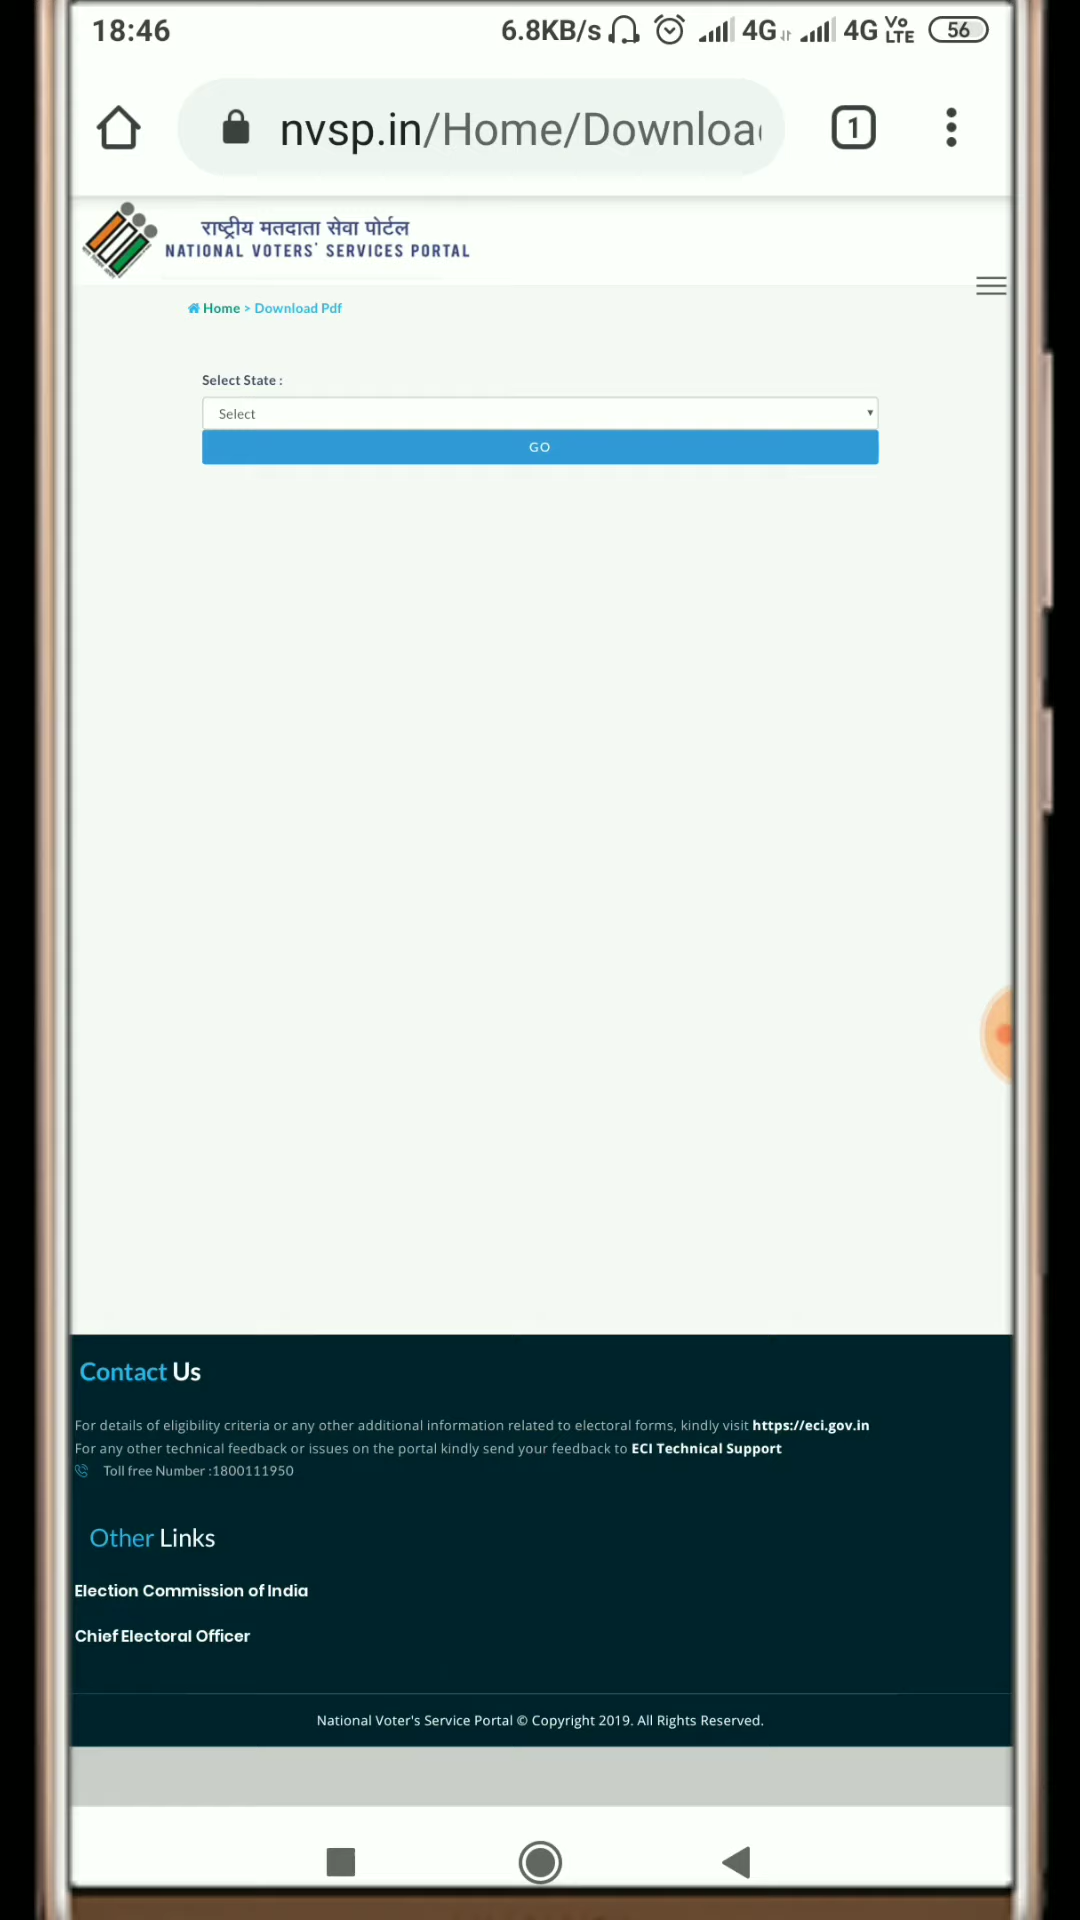 18:46 6.8KB/s 4G 4G Vo LTE 56
nvsp.in/Home/Downloa
1
राष्ट्रीय मतदाता सेवा पोर्टल
NATIONAL VOTERS' SERVICES PORTAL
Home > Download Pdf
Select State :
Select
GO
Contact Us
For details of eligibility criteria or any other additional information related to electoral forms, kindly visit https://eci.gov.in
For any other technical feedback or issues on the portal kindly send your feedback to ECI Technical Support
Toll free Number :1800111950
Other Links
Election Commission of India
Chief Electoral Officer
National Voter's Service Portal © Copyright 2019. All Rights Reserved.